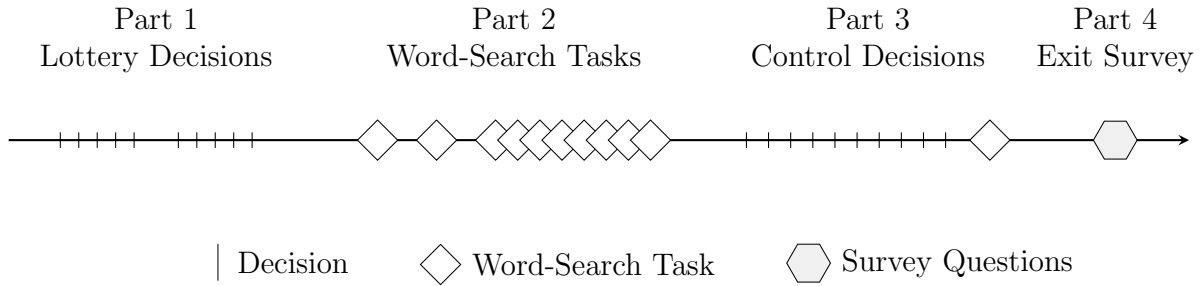 Part 1
Lottery Decisions
Part 2
Word-Search Tasks
Part 3
Control Decisions
Part 4
Exit Survey
Decision
Word-Search Task
Survey Questions